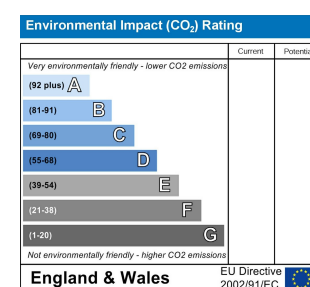 Environmental Impact (CO₂) Rating
Current Potentia
Very environmentally friendly - lower CO2 emissions
(92 plus) A
(81-91) B
(69-80) C
(55-68) D
(39-54) E
(21-38) F
(1-20) G
Not environmentally friendly - higher CO2 emissions
England & Wales
EU Directive
2002/91/EC